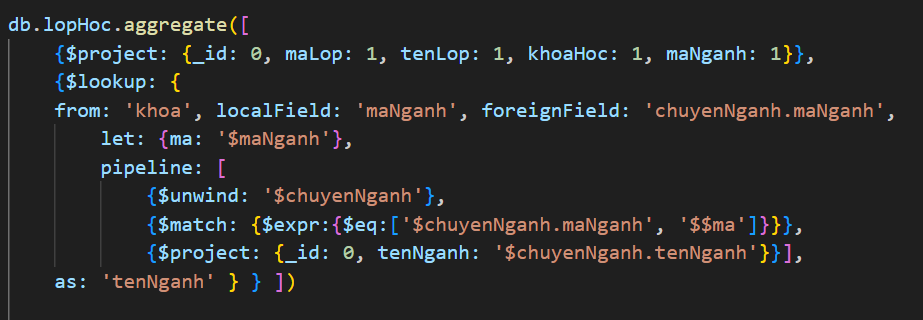 db.lopHoc.aggregate([
{$project: {_id: 0, maLop: 1, tenLop: 1, khoaHoc: 1, maNganh: 1}},
{$lookup: {
from: 'khoa', localField: 'maNganh', foreignField: 'chuyenNganh.maNganh',
let: {ma: '$maNganh'},
pipeline: [
{$unwind: '$chuyenNganh'},
{$match: {$expr:{$eq:['$chuyenNganh.maNganh', '$$ma']}}},
{$project: {_id: 0, tenNganh: '$chuyenNganh.tenNganh'}}],
as: 'tenNganh' } } ])